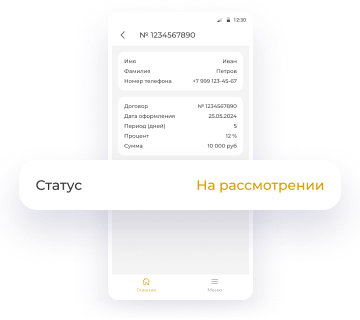 12:30
№ 1234567890
Имя Иван
Фамилия Петров
Номер телефона +7 999 123-45-67
Договор № 1234567890
Дата оформления 25.05.2024
Период (дней) 5
Процент 12 %
Сумма 10 000 руб
Статус На рассмотрении
Главная Меню